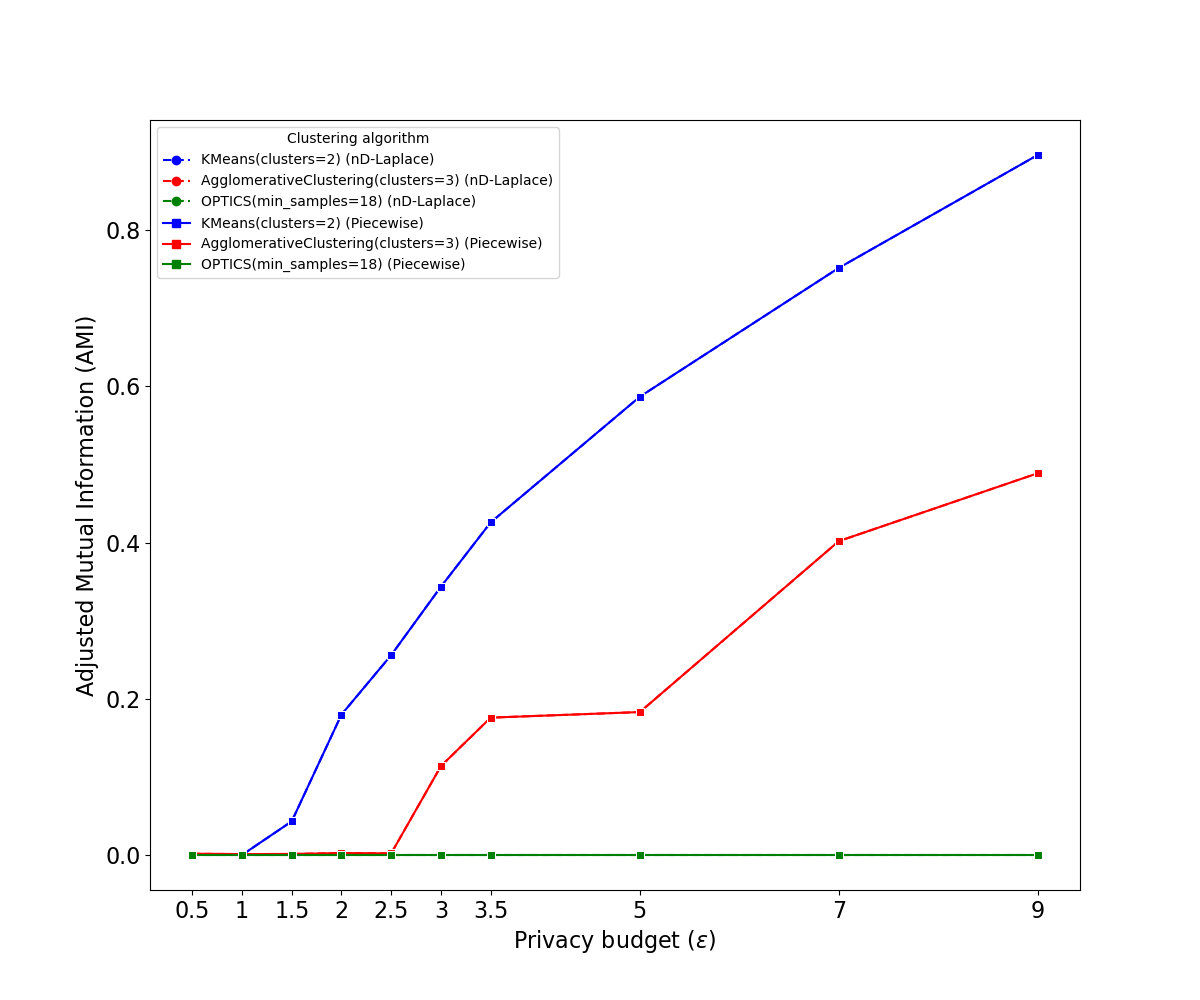 Clustering algorithm
KMeans(clusters=2) (nD-Laplace)
AgglomerativeClustering(clusters=3) (nD-Laplace)
OPTICS(min_samples=18) (nD-Laplace)
KMeans(clusters=2) (Piecewise)
AgglomerativeClustering(clusters=3) (Piecewise)
OPTICS(min_samples=18) (Piecewise)
Adjusted Mutual Information (AMI)
0.8
0.6
0.4
0.2
0.0
0.5 1 1.5 2 2.5 3 3.5 5 7 9
Privacy budget (ε)